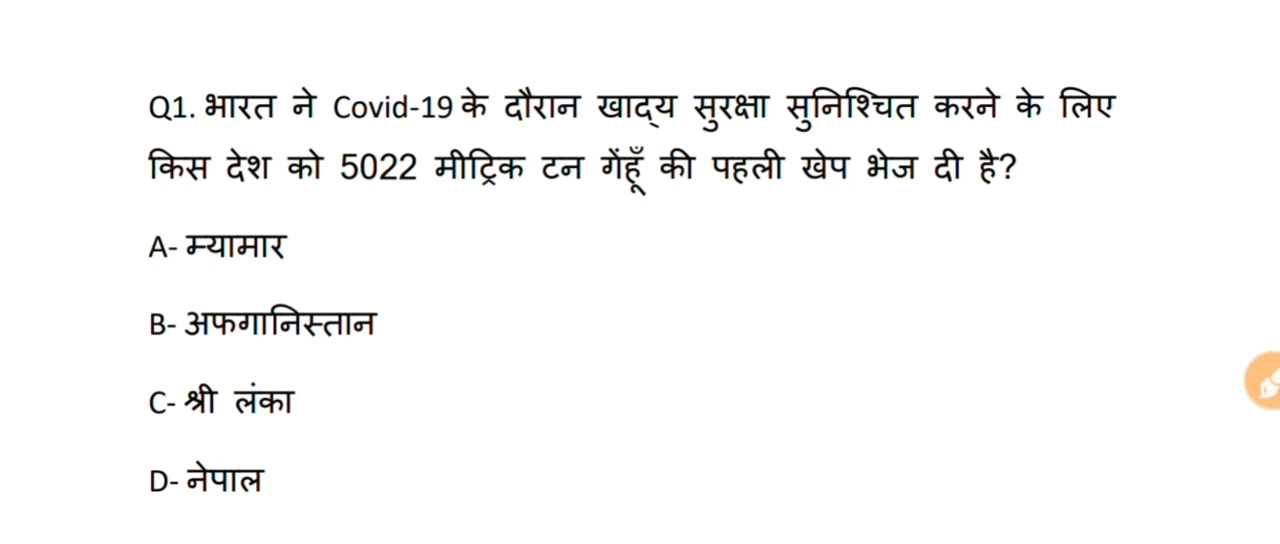 Q1. भारत ने Covid-19 के दौरान खाद्य सुरक्षा सुनिश्चित करने के लिए
किस देश को 5022 मीट्रिक टन गेंहूँ की पहली खेप भेज दी है?
A- म्यामार
B- अफगानिस्तान
C- श्री लंका
D- नेपाल